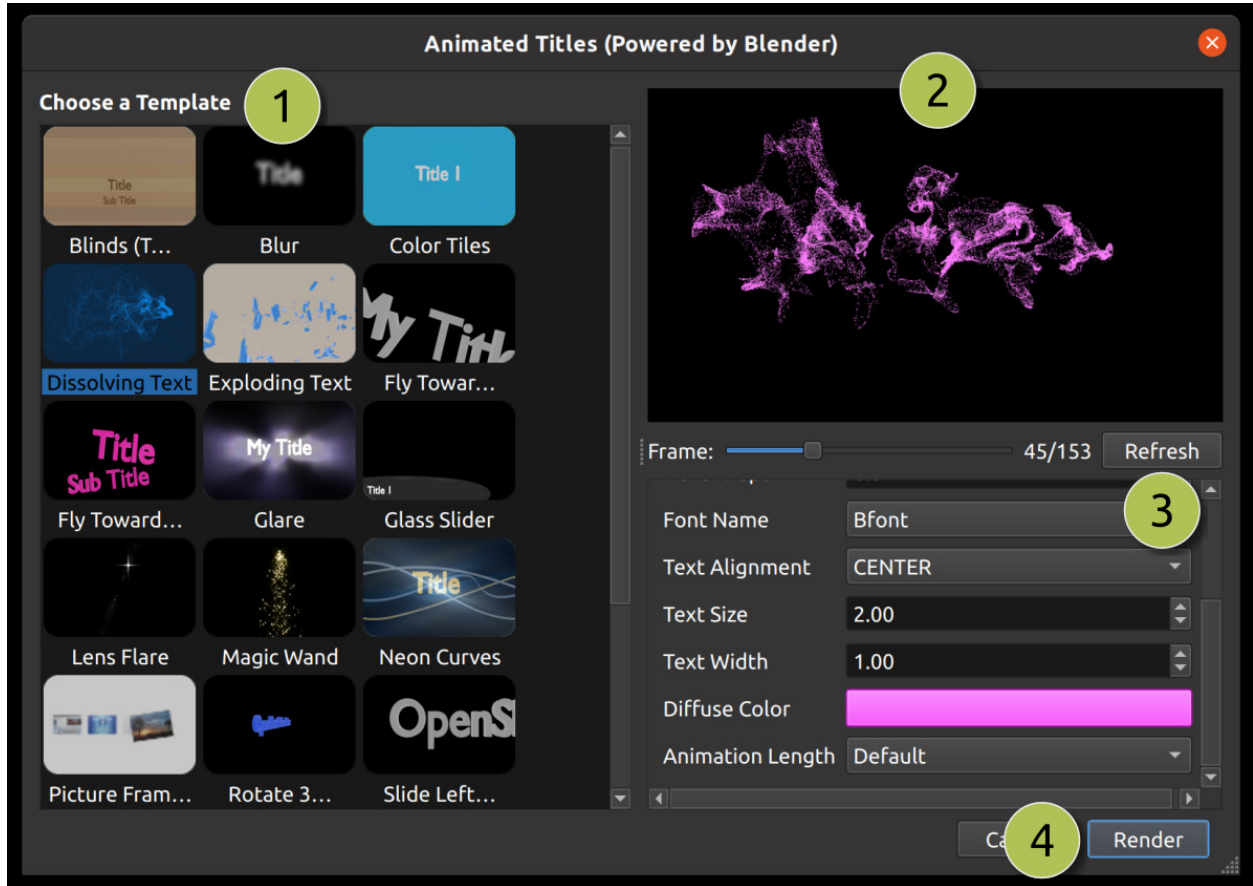 Animated Titles (Powered by Blender)
Choose a Template
1
2
Title
Sub Title
Title
Title 1
Blinds (T...
Blur
Color Tiles
My Title
Dissolving Text
Exploding Text
Fly Towar...
Title
Sub Title
My Title
Title 1
Fly Toward...
Glare
Glass Slider
Title
Lens Flare
Magic Wand
Neon Curves
OpenS
Picture Fram...
Rotate 3...
Slide Left...
Frame:
45/153
Refresh
3
Font Name
Bfont
Text Alignment
CENTER
Text Size
2.00
Text Width
1.00
Diffuse Color
Animation Length
Default
Ca
4
Render